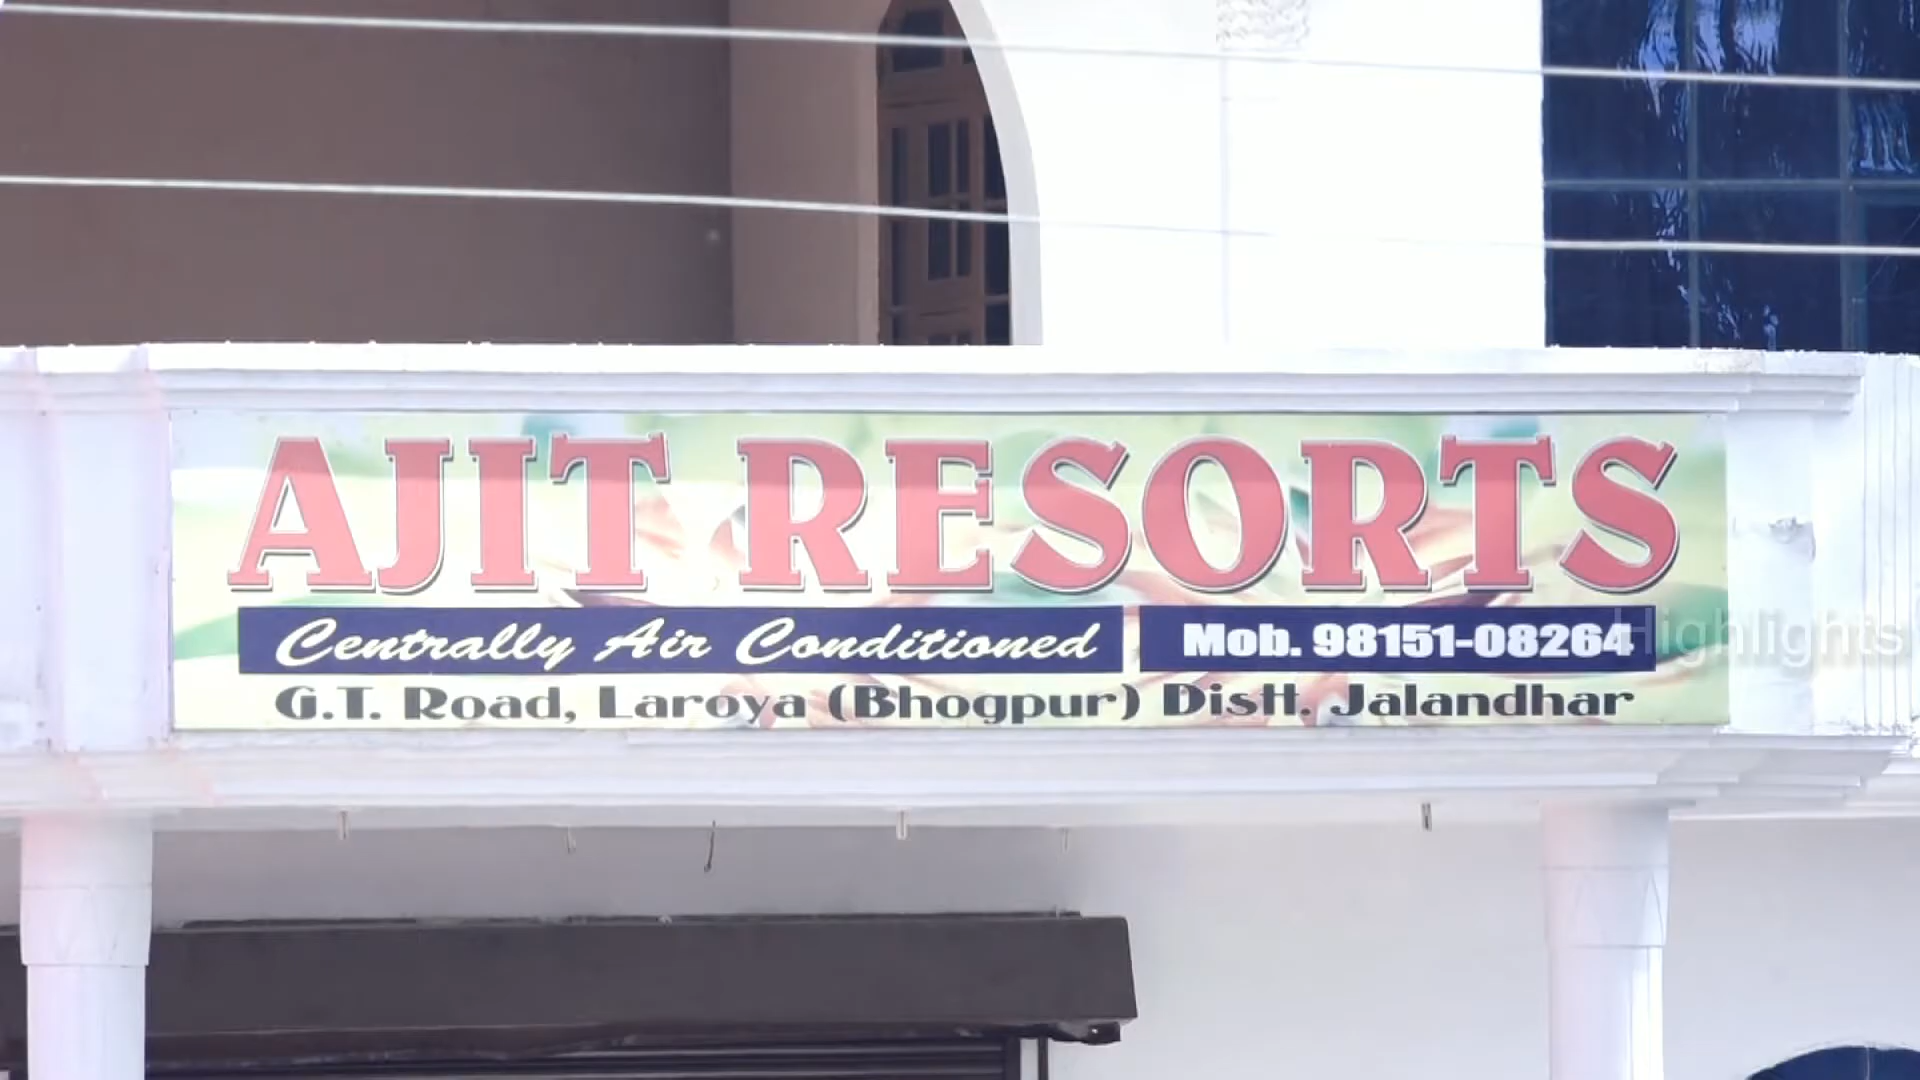 AJIT RESORTS
Centrally Air Conditioned Mob. 98151-08264
G.T. Road, Laroya (Bhogpur) Distt. Jalandhar
Highlights